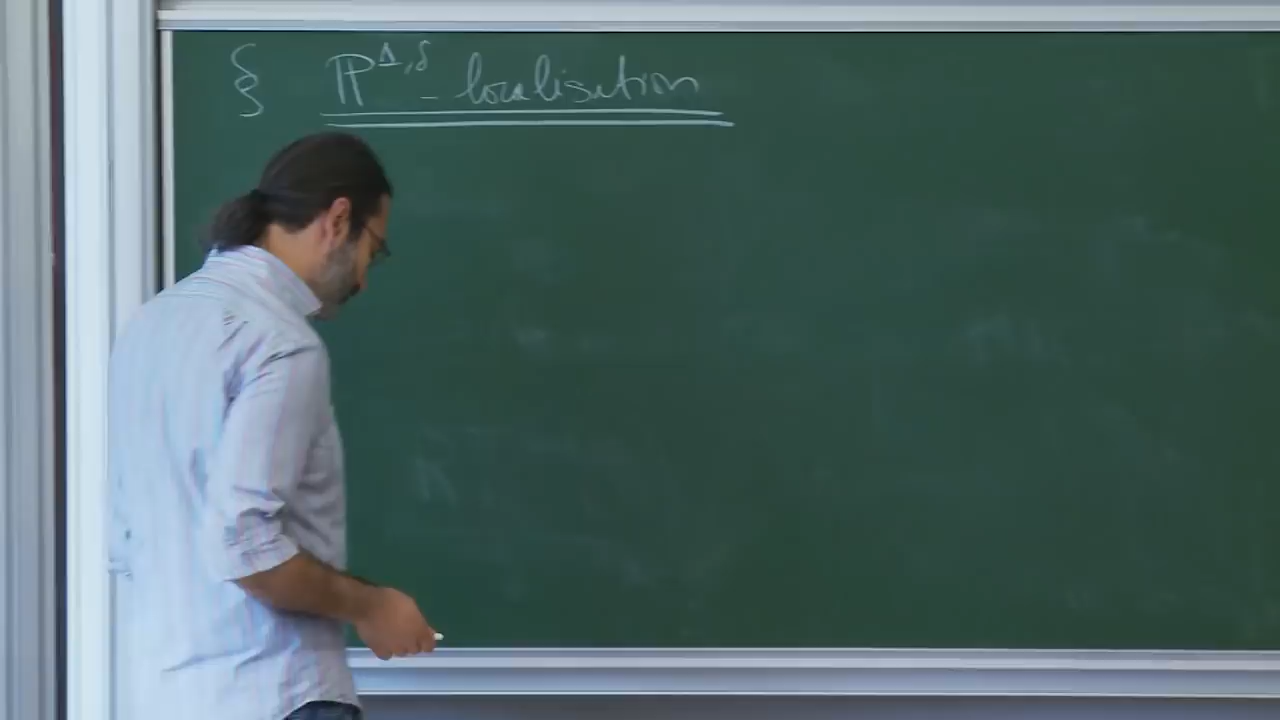 § ℙ^{Δ,δ} - localisation